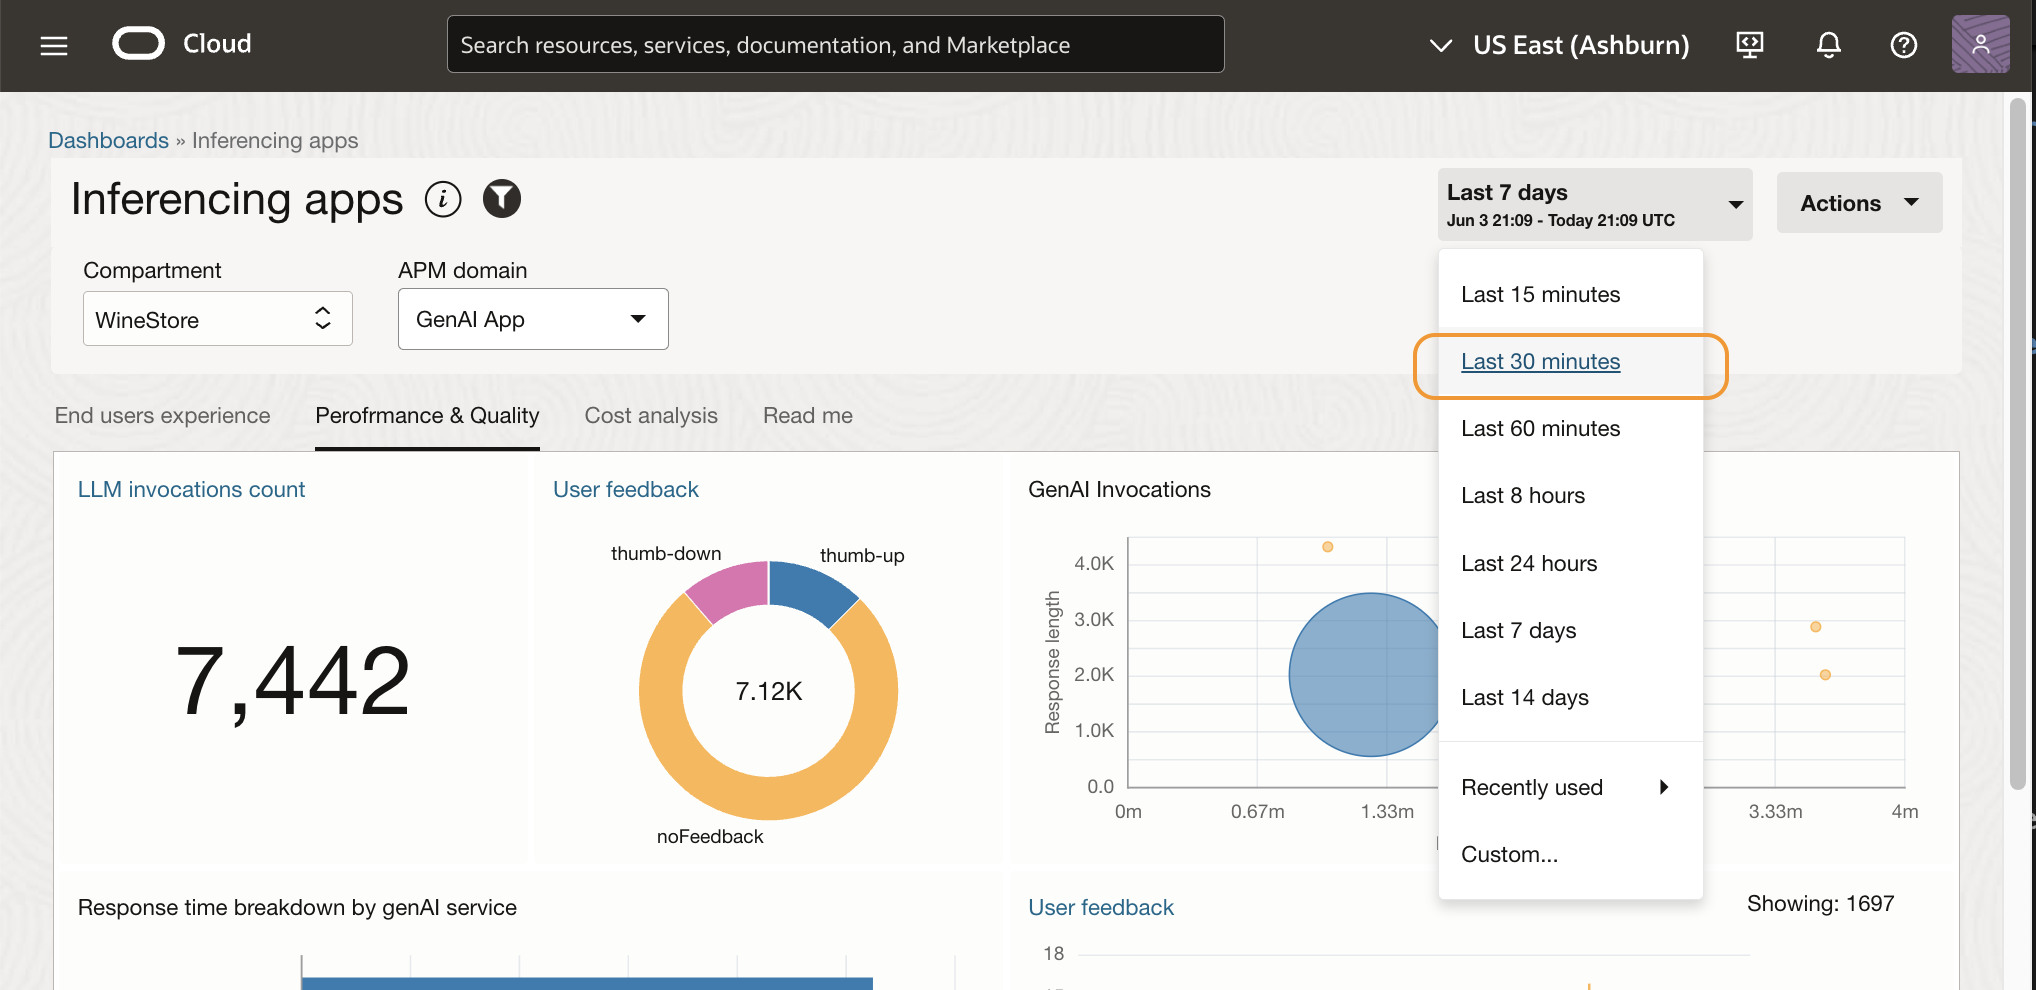 Cloud
Search resources, services, documentation, and Marketplace
US East (Ashburn)
Dashboards » Inferencing apps
Inferencing apps
Last 7 days
Jun 3 21:09 - Today 21:09 UTC
Actions
Compartment
APM domain
WineStore
GenAI App
Last 15 minutes
Last 30 minutes
Last 60 minutes
Last 8 hours
Last 24 hours
Last 7 days
Last 14 days
Recently used
Custom...
End users experience
Perofrmance & Quality
Cost analysis
Read me
LLM invocations count
7,442
User feedback
thumb-down
thumb-up
7.12K
noFeedback
GenAI Invocations
Response length
4.0K
3.0K
2.0K
1.0K
0.0
0m
0.67m
1.33m
3.33m
4m
Response time breakdown by genAI service
User feedback
Showing: 1697
18